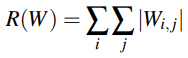 R(W) = ∑_i ∑_j |W_{i,j}|